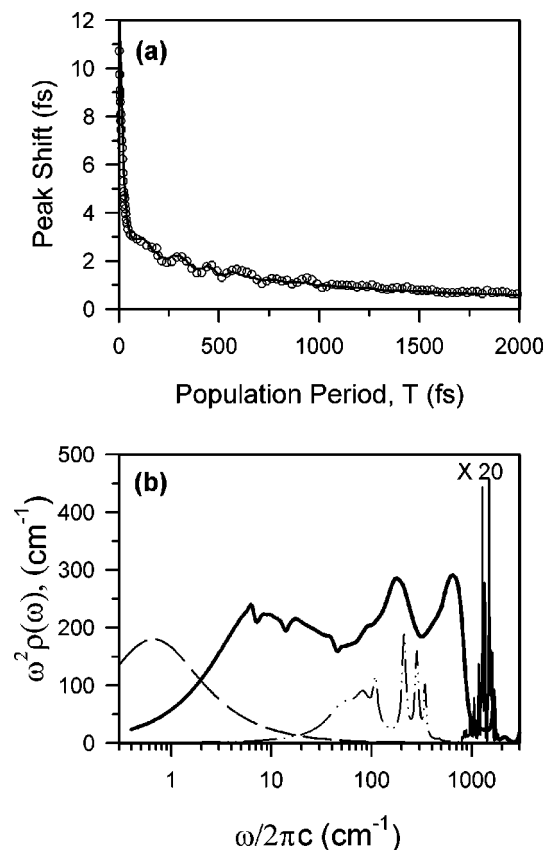 12
(a)
10
8
6
4
2
0
Peak Shift (fs)
0 500 1000 1500 2000
Population Period, T (fs)
500
(b)
X 20
400
300
200
100
0
ω²ρ(ω), (cm⁻¹)
1 10 100 1000
ω/2πc (cm⁻¹)